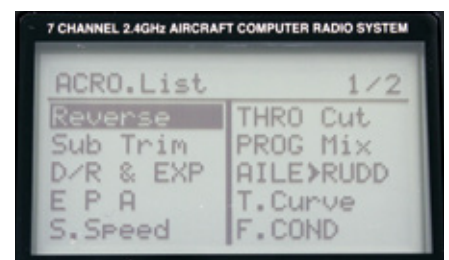 7 CHANNEL 2.4GHz AIRCRAFT COMPUTER RADIO SYSTEM
ACRO.List 1/2
Reverse THRO Cut
Sub Trim PROG Mix
D/R & EXP AILE>RUDD
E P A T.Curve
S.Speed F.COND